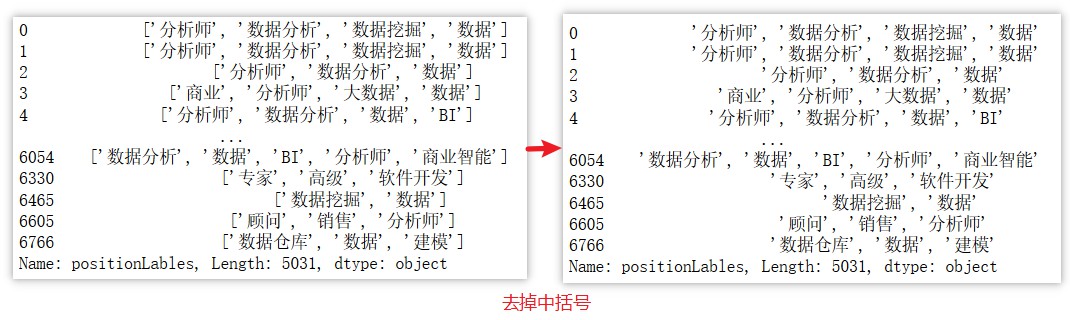 0 ['分析师', '数据分析', '数据挖掘', '数据']
1 ['分析师', '数据分析', '数据挖掘', '数据']
2 ['分析师', '数据分析', '数据']
3 ['商业', '分析师', '大数据', '数据']
4 ['分析师', '数据分析', '数据', 'BI']
...
6054 ['数据分析', '数据', 'BI', '分析师', '商业智能']
6330 ['专家', '高级', '软件开发']
6465 ['数据挖掘', '数据']
6605 ['顾问', '销售', '分析师']
6766 ['数据仓库', '数据', '建模']
Name: positionLables, Length: 5031, dtype: object
0 '分析师', '数据分析', '数据挖掘', '数据'
1 '分析师', '数据分析', '数据挖掘', '数据'
2 '分析师', '数据分析', '数据'
3 '商业', '分析师', '大数据', '数据'
4 '分析师', '数据分析', '数据', 'BI'
...
6054 '数据分析', '数据', 'BI', '分析师', '商业智能'
6330 '专家', '高级', '软件开发'
6465 '数据挖掘', '数据'
6605 '顾问', '销售', '分析师'
6766 '数据仓库', '数据', '建模'
Name: positionLables, Length: 5031, dtype: object
去掉中括号